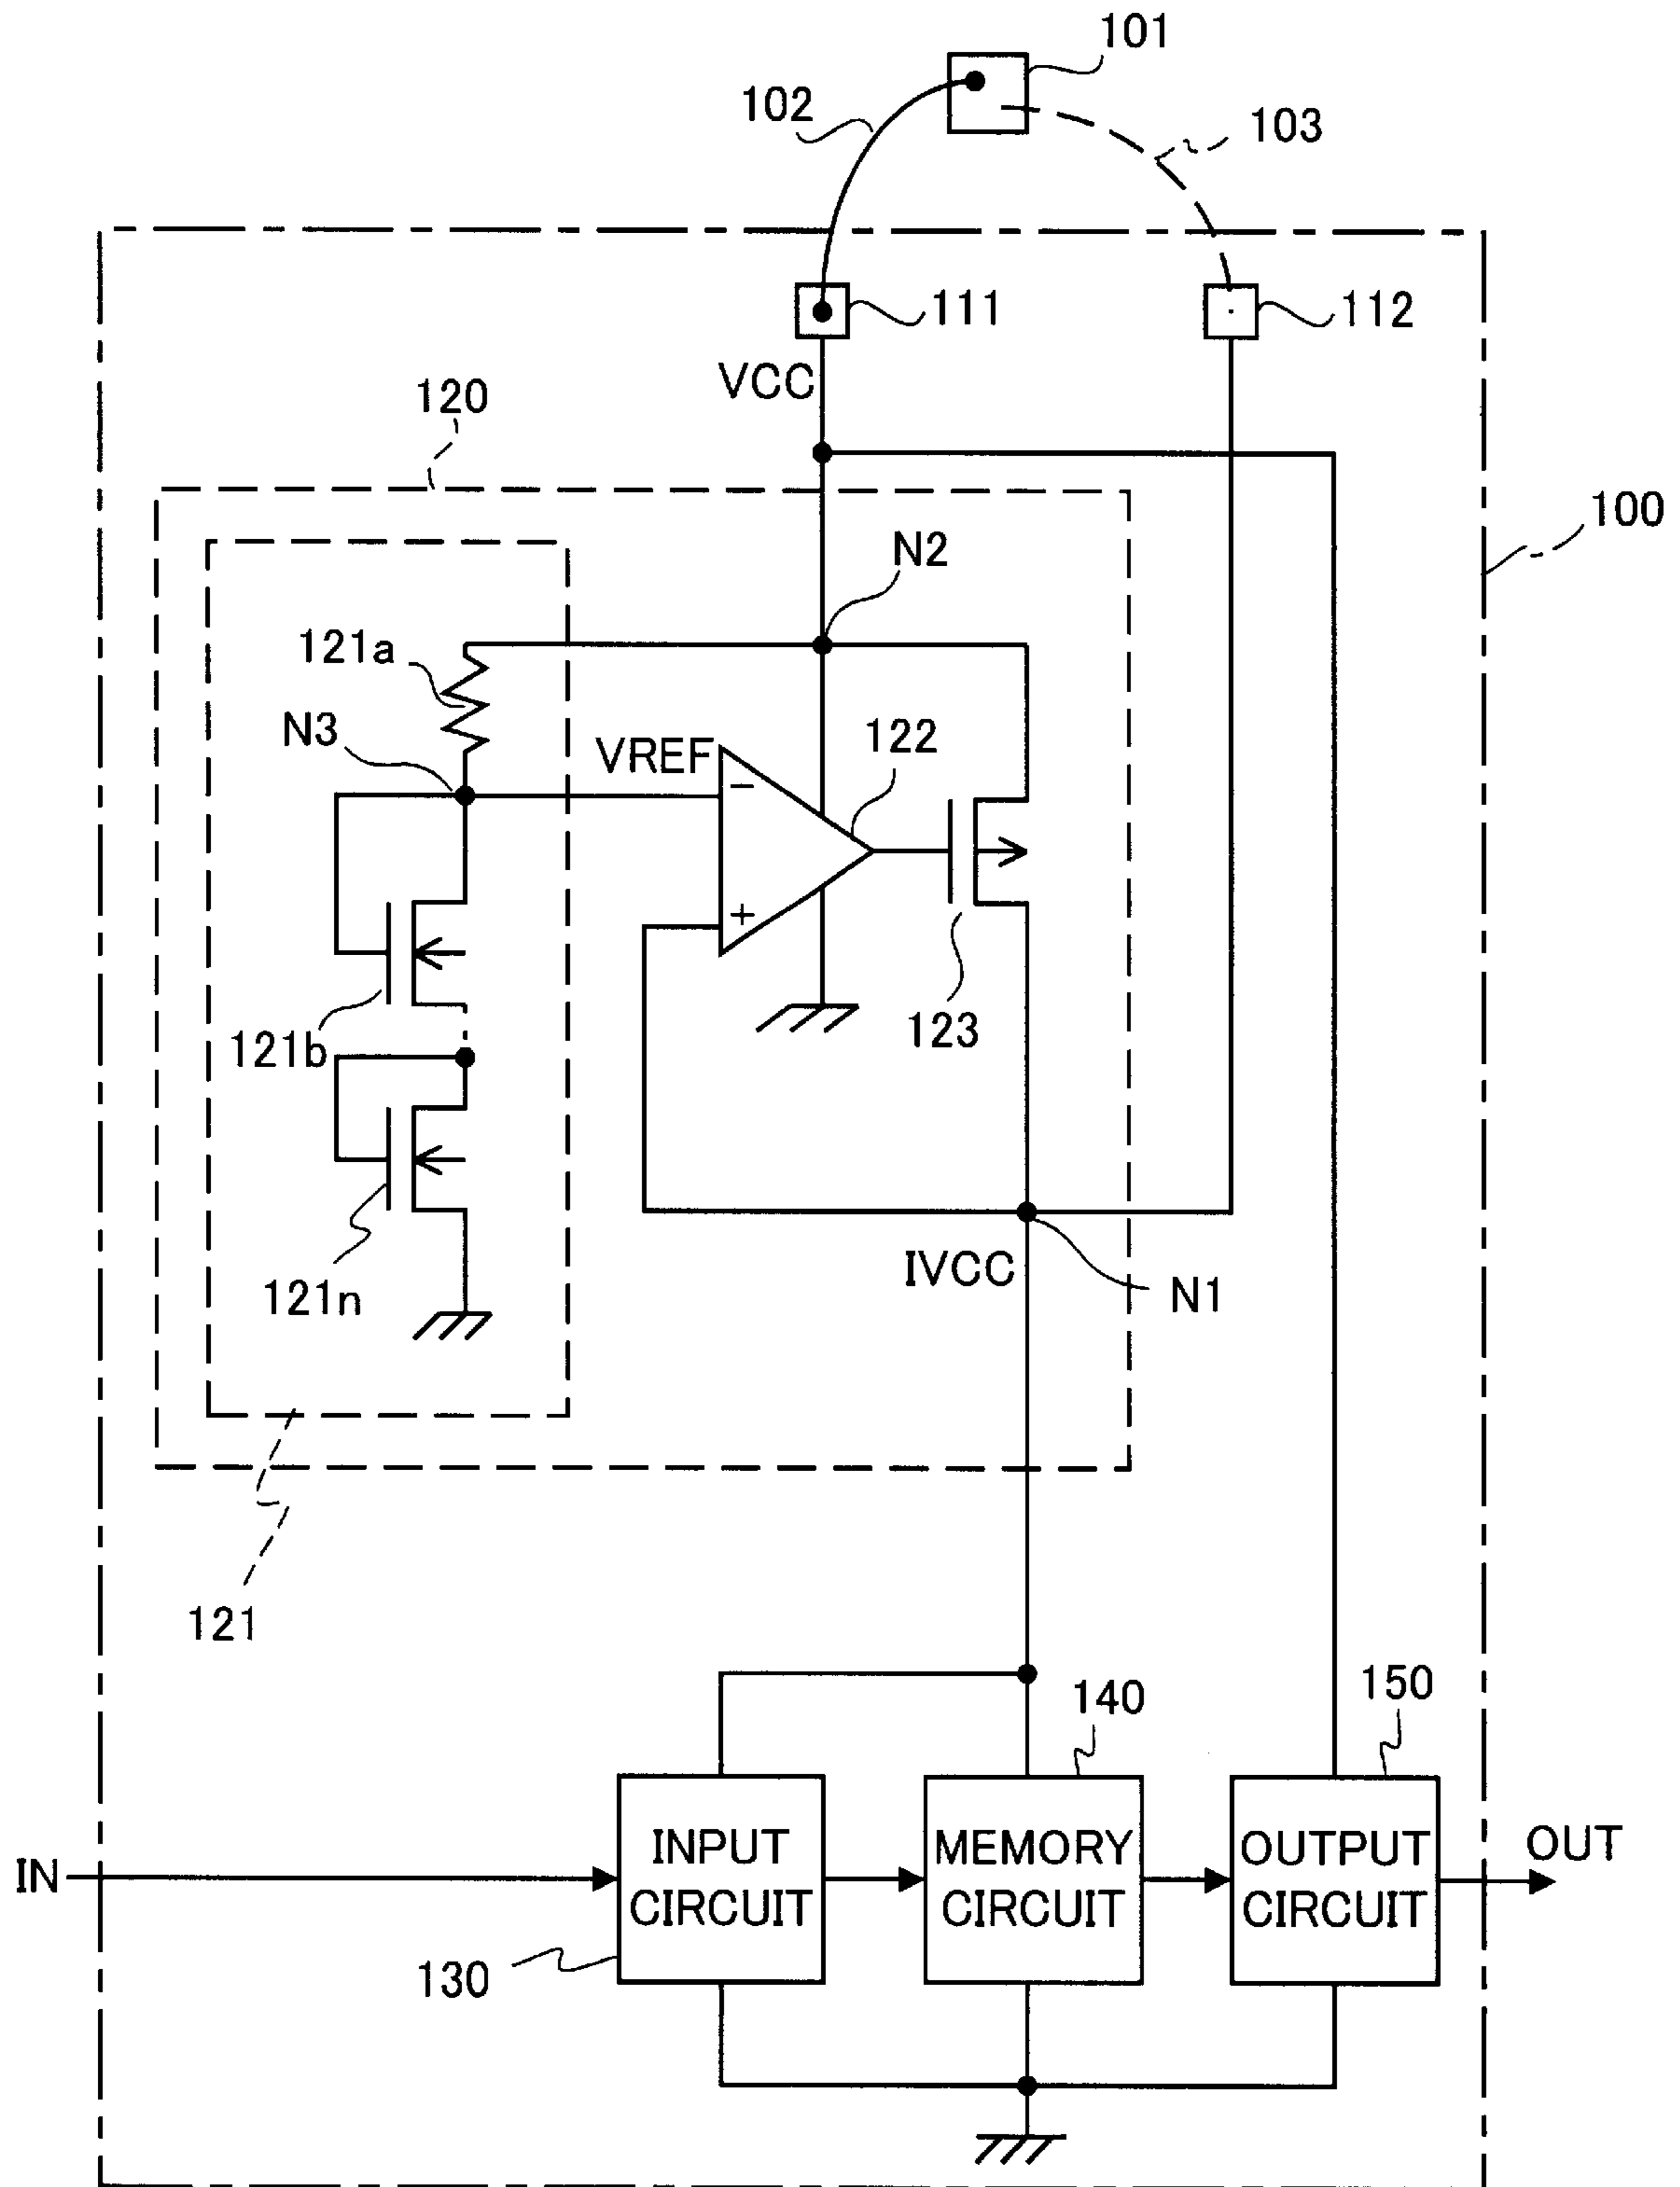 101
102
103
111
112
VCC
120
100
N2
121a
N3
VREF
122
−
+
121b
123
121n
IVCC
N1
121
140
150
IN
INPUT
CIRCUIT
MEMORY
CIRCUIT
OUTPUT
CIRCUIT
OUT
130